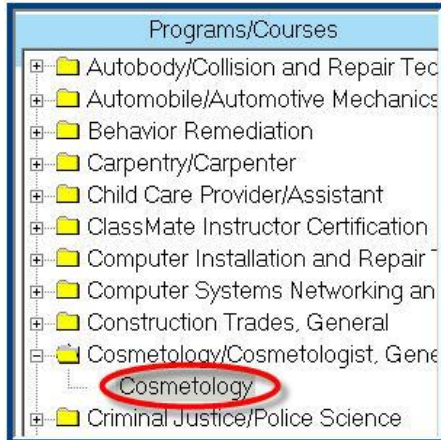 Programs/Courses
Autobody/Collision and Repair Tec
Automobile/Automotive Mechanics
Behavior Remediation
Carpentry/Carpenter
Child Care Provider/Assistant
ClassMate Instructor Certification
Computer Installation and Repair T
Computer Systems Networking an
Construction Trades, General
Cosmetology/Cosmetologist, Gene
Cosmetology
Criminal Justice/Police Science